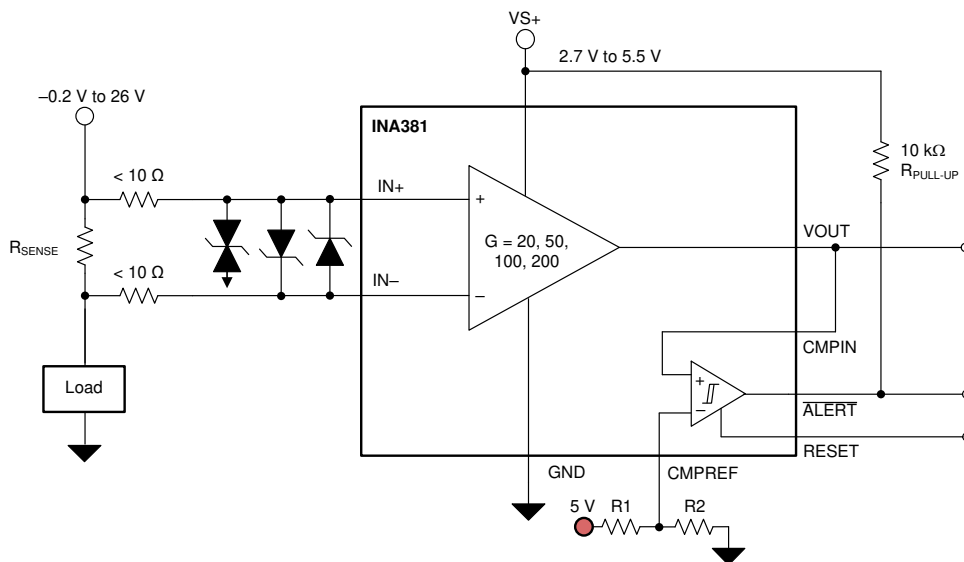 VS+
2.7 V to 5.5 V
–0.2 V to 26 V
INA381
10 kΩ
RPULL-UP
< 10 Ω
IN+
+
VOUT
RSENSE
G = 20, 50,
100, 200
< 10 Ω
IN–
–
CMPIN
Load
+
–
ALERT
RESET
GND
CMPREF
5 V
R1
R2